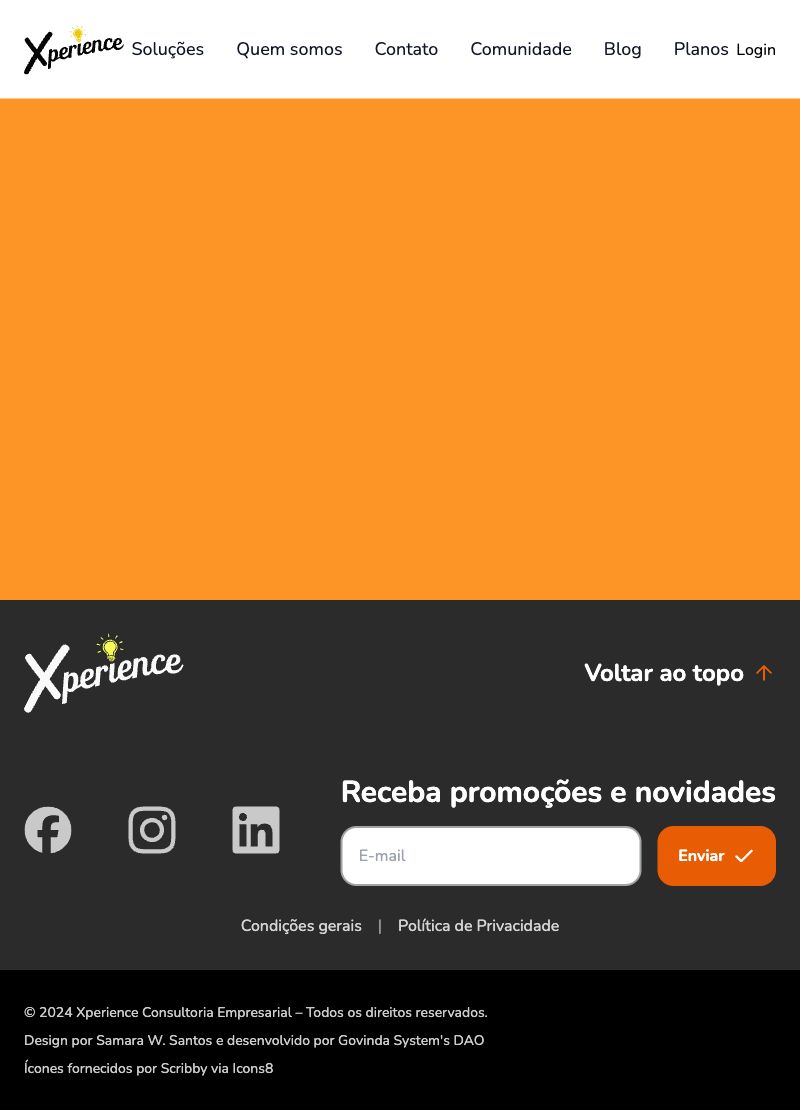 Xperience Soluções Quem somos Contato Comunidade Blog Planos Login
Xperience
Voltar ao topo
Receba promoções e novidades
E-mail
Enviar
Condições gerais | Política de Privacidade
© 2024 Xperience Consultoria Empresarial – Todos os direitos reservados.
Design por Samara W. Santos e desenvolvido por Govinda System's DAO
Ícones fornecidos por Scribby via Icons8